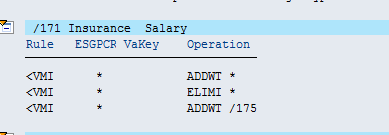 /171 Insurance  Salary
Rule   ESGPCR VaKey   Operation
<VMI      *           ADDWT *
<VMI      *           ELIMI *
<VMI      *           ADDWT /175